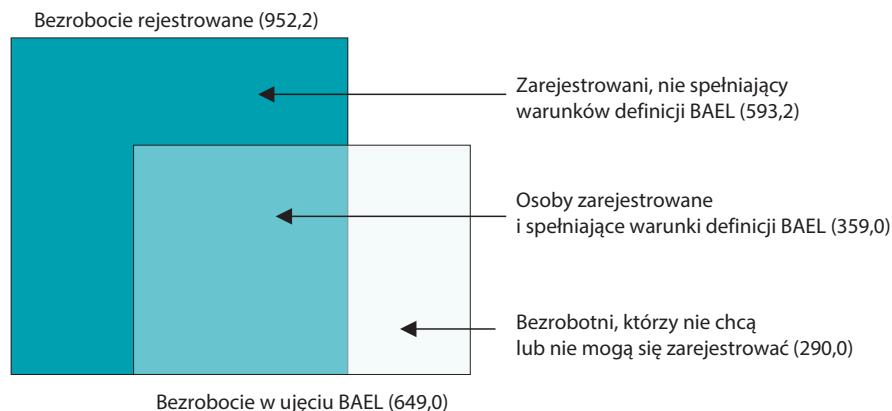 Bezrobocie rejestrowane (952,2)
Zarejestrowani, nie spełniający
warunków definicji BAEL (593,2)
Osoby zarejestrowane
i spełniające warunki definicji BAEL (359,0)
Bezrobotni, którzy nie chcą
lub nie mogą się zarejestrować (290,0)
Bezrobocie w ujęciu BAEL (649,0)